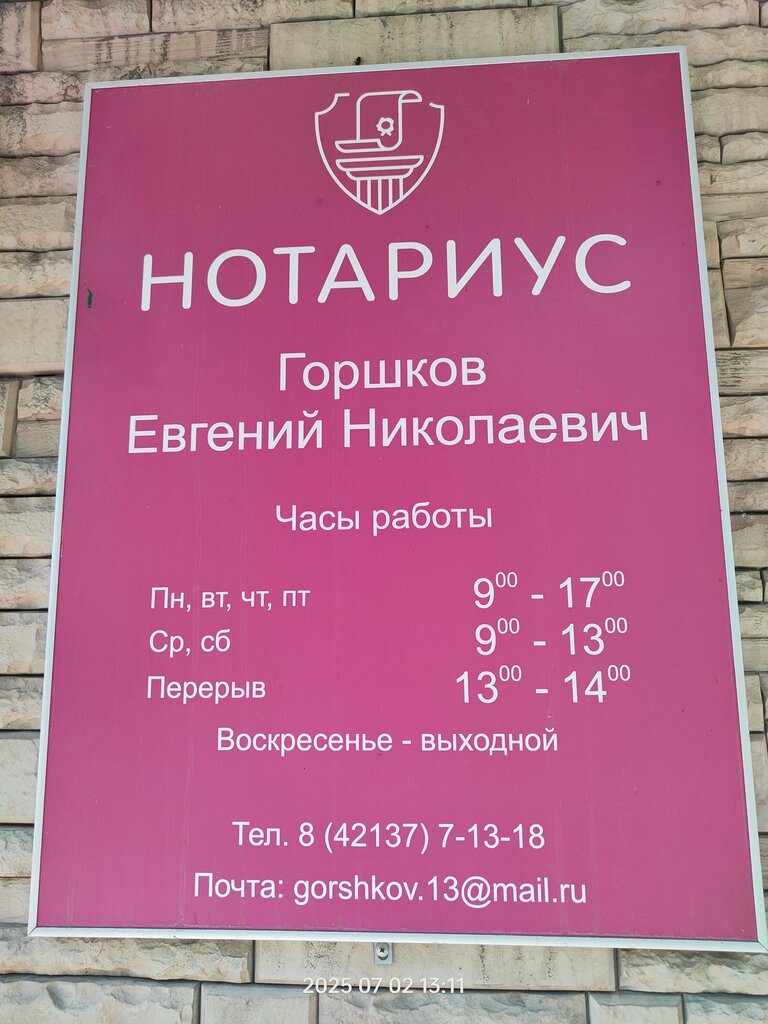 НОТАРИУС
Горшков
Евгений Николаевич
Часы работы
Пн, вт, чт, пт 9⁰⁰ - 17⁰⁰
Ср, сб 9⁰⁰ - 13⁰⁰
Перерыв 13⁰⁰ - 14⁰⁰
Воскресенье - выходной
Тел. 8 (42137) 7-13-18
Почта: gorshkov.13@mail.ru
2025 07 02 13:11